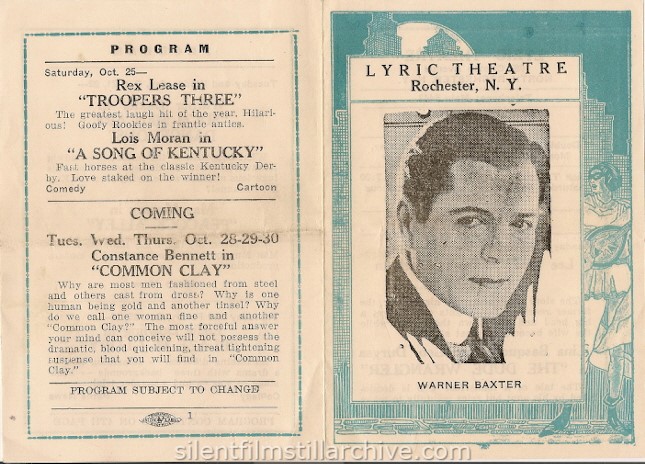 PROGRAM
Saturday, Oct. 25—
Rex Lease in
"TROOPERS THREE"
The greatest laugh hit of the year. Hilari-
ous! Goofy Rookies in frantic antics.
Lois Moran in
"A SONG OF KENTUCKY"
Fast horses at the classic Kentucky Der-
by. Love staked on the winner!
Comedy Cartoon
COMING
Tues. Wed. Thurs. Oct. 28-29-30
Constance Bennett in
"COMMON CLAY"
Why are most men fashioned from steel
and others cast from dross? Why is one
human being gold and another tinsel? Why
do we call one woman fine and another
"Common Clay?" The most forceful answer
your mind can conceive will not possess the
dramatic, blood quickening, threat tightening
suspense that you will find in "Common
Clay."
PROGRAM SUBJECT TO CHANGE
1
LYRIC THEATRE
Rochester, N. Y.
WARNER BAXTER
silentfilmstillarchive.com